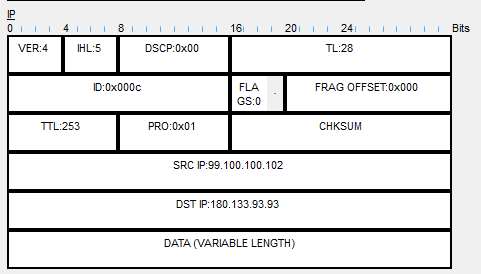 IP
0 4 8 16 20 24 Bits
VER:4 IHL:5 DSCP:0x00 TL:28
ID:0x000c FLA
GS:0 FRAG OFFSET:0x000
TTL:253 PRO:0x01 CHKSUM
SRC IP:99.100.100.102
DST IP:180.133.93.93
DATA (VARIABLE LENGTH)